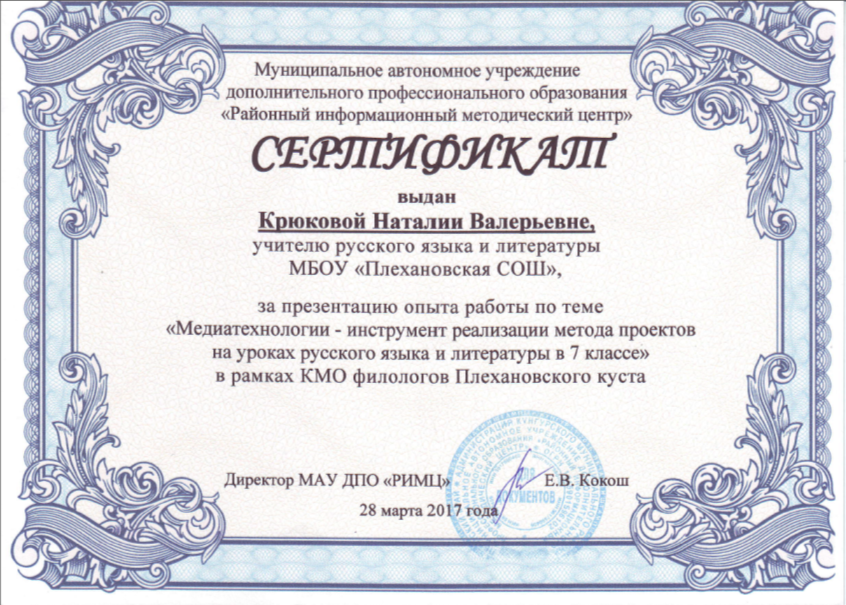 Муниципальное автономное учреждение
дополнительного профессионального образования
«Районный информационный методический центр»
СЕРТИФИКАТ
выдан
Крюковой Наталии Валерьевне,
учителю русского языка и литературы
МБОУ «Плехановская СОШ»,
за презентацию опыта работы по теме
«Медиатехнологии - инструмент реализации метода проектов
на уроках русского языка и литературы в 7 классе»
в рамках КМО филологов Плехановского куста
Директор МАУ ДПО «РИМЦ» Е.В. Кокош
28 марта 2017 года
ДЛЯ
ДОКУМЕНТОВ